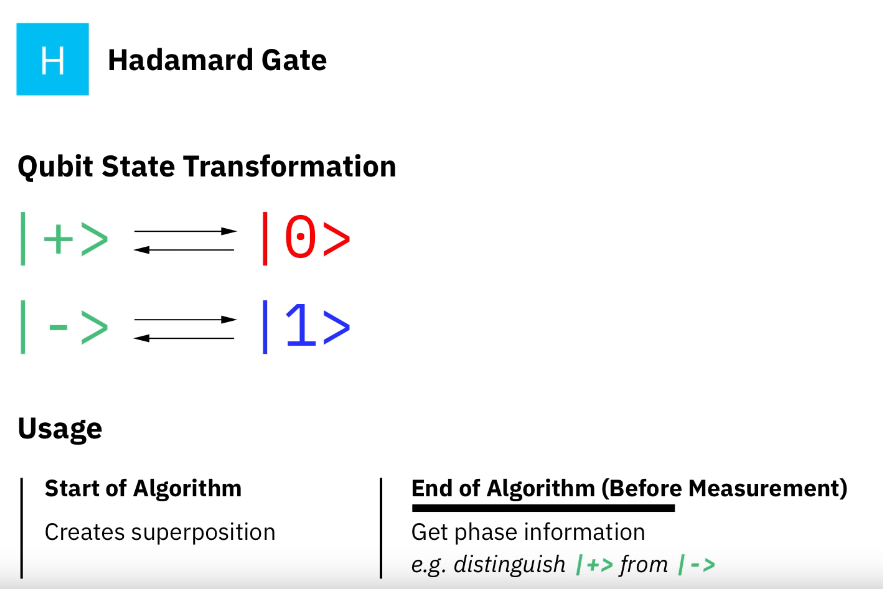 H Hadamard Gate
Qubit State Transformation
|+> |0>
|-> |1>
Usage
Start of Algorithm
Creates superposition
End of Algorithm (Before Measurement)
Get phase information
e.g. distinguish |+> from |->